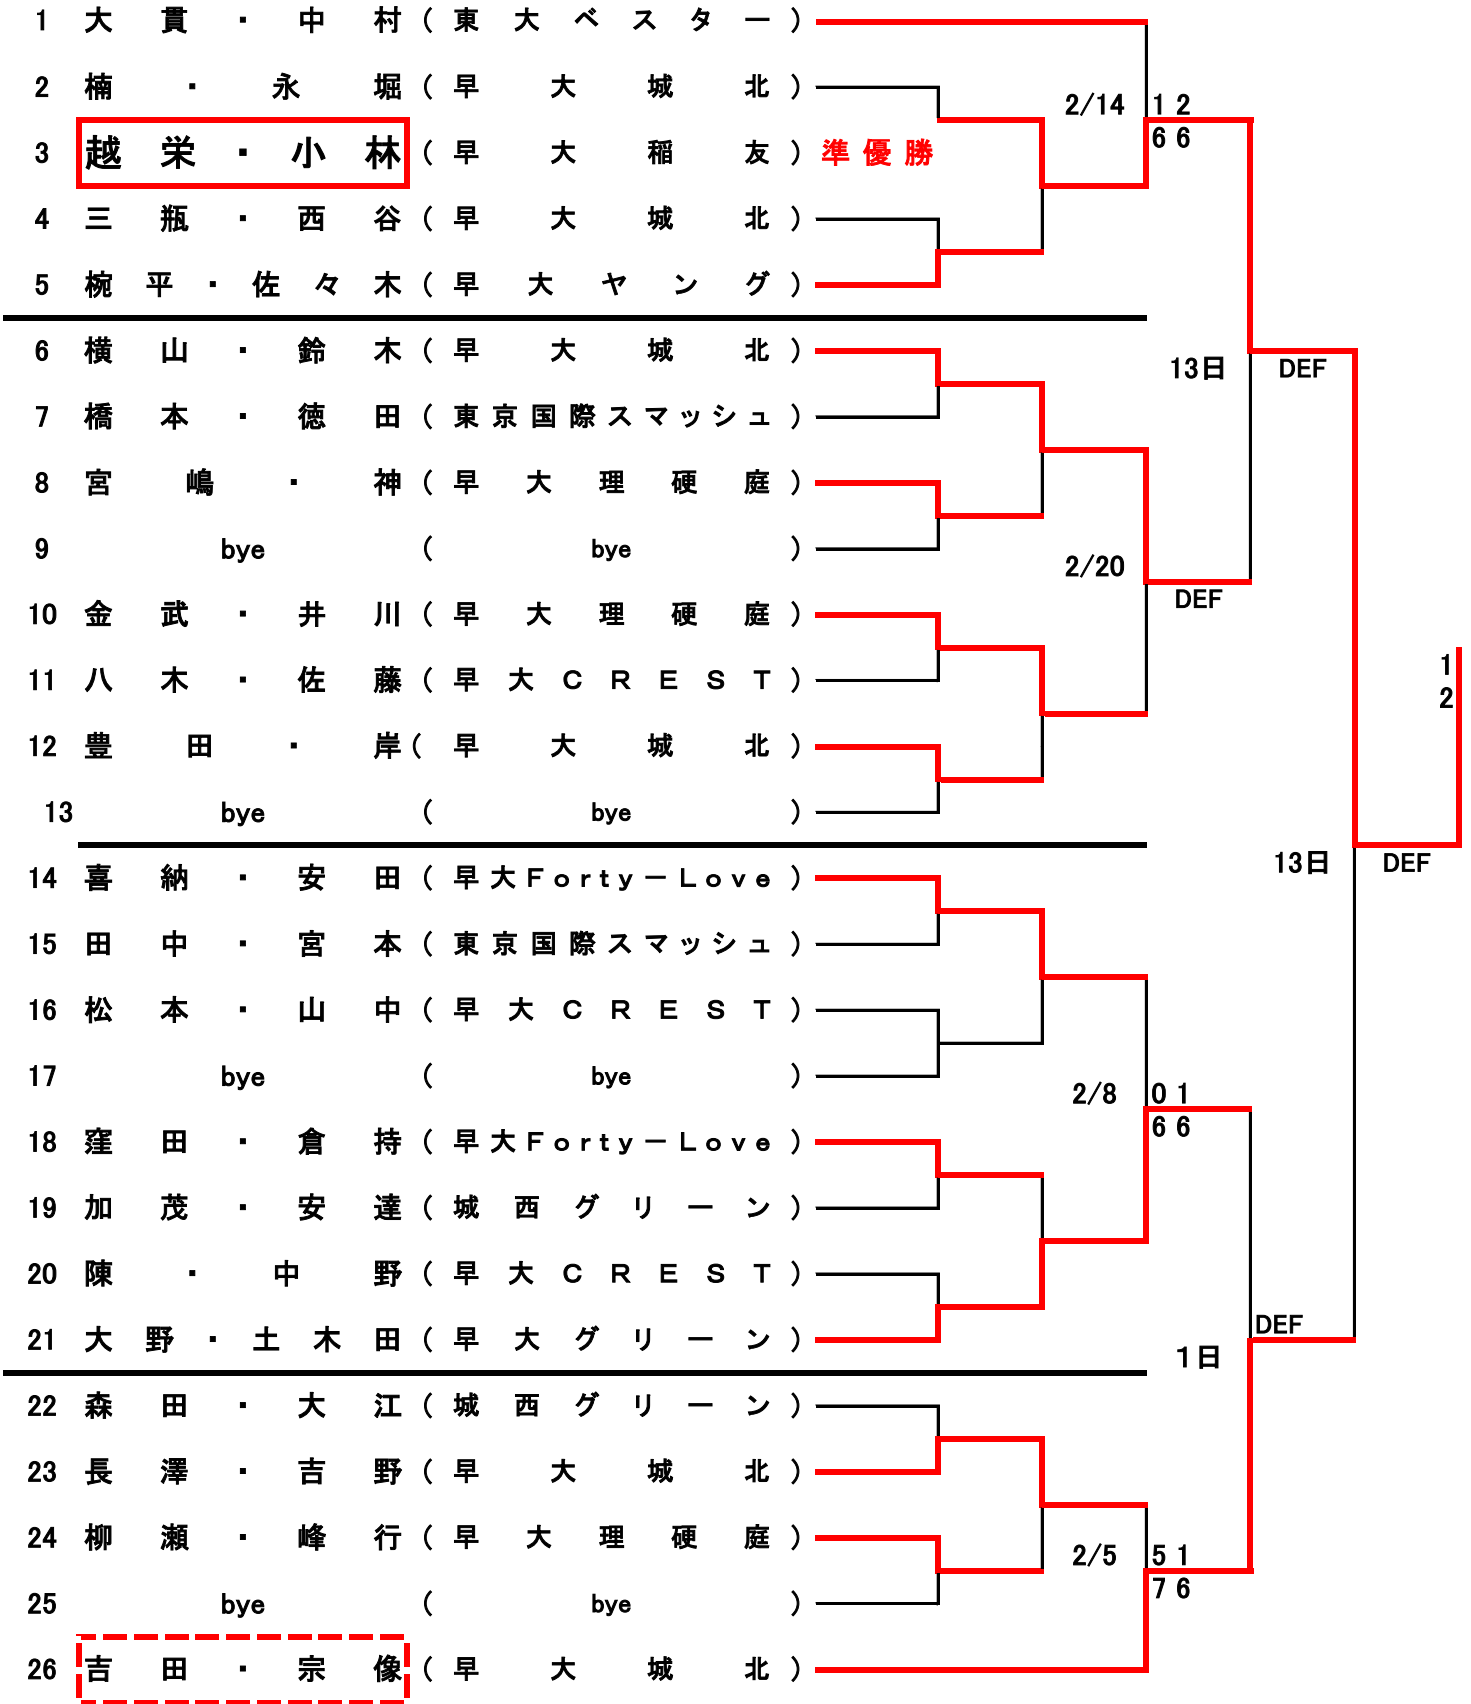 1 大貫・中村(東大ベスター)
2 楠・永堀(早大城北)
2/14 1 2
3 越栄・小林(早大稲友)準優勝
6 6
4 三瓶・西谷(早大城北)
5 椀平・佐々木(早大ヤング)
6 横山・鈴木(早大城北)
13日 DEF
7 橋本・徳田(東京国際スマッシュ)
8 宮嶋・神(早大理硬庭)
9 bye(bye)
2/20
DEF
10 金武・井川(早大理硬庭)
11 八木・佐藤(早大CREST)
1
2
12 豊田・岸(早大城北)
13 bye(bye)
14 喜納・安田(早大Forty-Love)
13日 DEF
15 田中・宮本(東京国際スマッシュ)
16 松本・山中(早大CREST)
17 bye(bye)
2/8 0 1
6 6
18 窪田・倉持(早大Forty-Love)
19 加茂・安達(城西グリーン)
20 陳・中野(早大CREST)
DEF
21 大野・土木田(早大グリーン)
1日
22 森田・大江(城西グリーン)
23 長澤・吉野(早大城北)
24 柳瀬・峰行(早大理硬庭)
2/5 5 1
7 6
25 bye(bye)
26 吉田・宗像(早大城北)